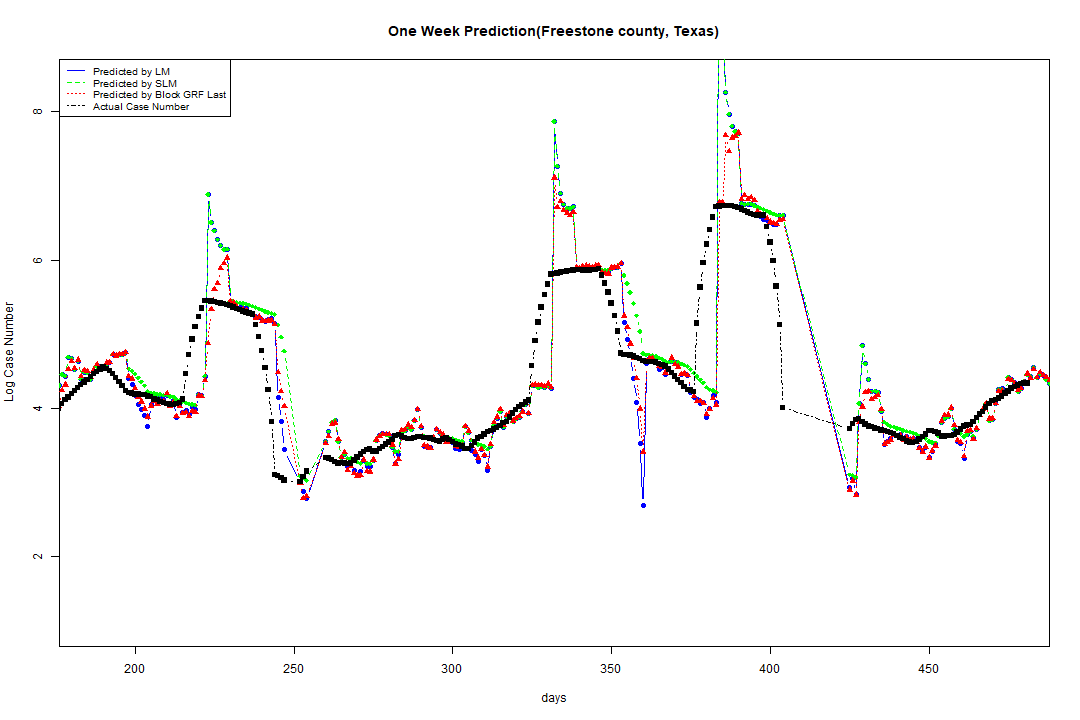 One Week Prediction(Freestone county, Texas)
Predicted by LM
Predicted by SLM
Predicted by Block GRF Last
Actual Case Number
Log Case Number
8
6
4
2
200 250 300 350 400 450
days